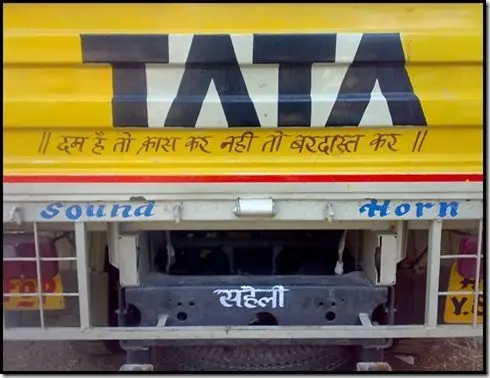 TATA
|| दम है तो क्रास कर नही तो बरदास्त कर ||
Sound Horn
सहेली